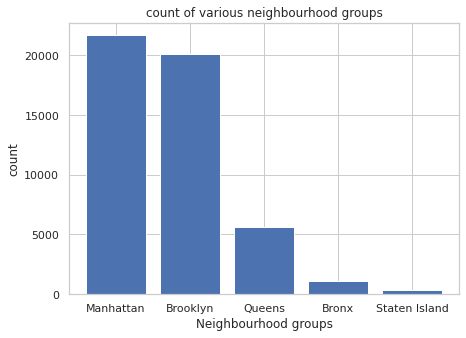 count of various neighbourhood groups
count
20000
15000
10000
5000
0
Manhattan Brooklyn Queens Bronx Staten Island
Neighbourhood groups